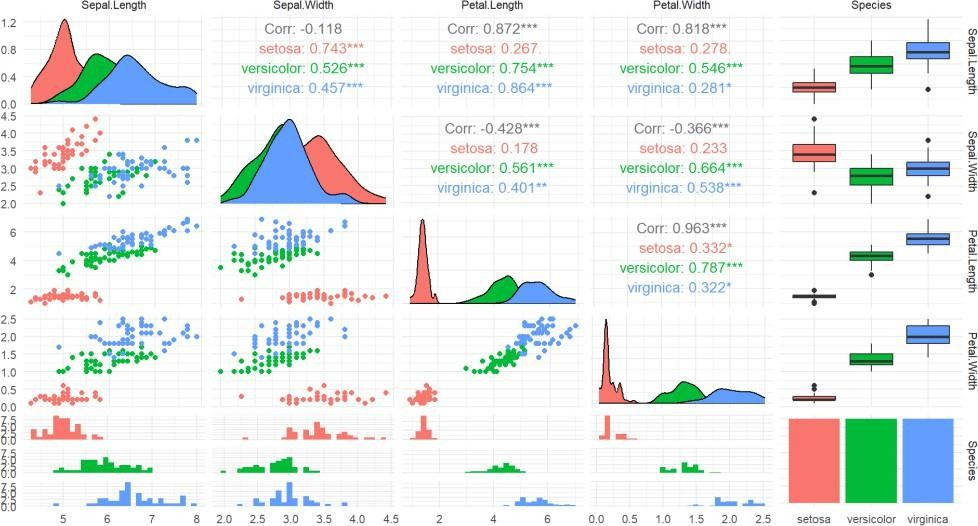 Sepal.Length Sepal.Width Petal.Length Petal.Width Species
1.2
0.8
0.4
0.0
Corr: -0.118
setosa: 0.743***
versicolor: 0.526***
virginica: 0.457***
Corr: 0.872***
setosa: 0.267.
versicolor: 0.754***
virginica: 0.864***
Corr: 0.818***
setosa: 0.278.
versicolor: 0.546***
virginica: 0.281*
Sepal.Length
4.5
4.0
3.5
3.0
2.5
2.0
Corr: -0.428***
setosa: 0.178
versicolor: 0.561***
virginica: 0.401**
Corr: -0.366***
setosa: 0.233
versicolor: 0.664***
virginica: 0.538***
Sepal.Width
6
4
2
Corr: 0.963***
setosa: 0.332*
versicolor: 0.787***
virginica: 0.322*
Petal.Length
2.5
2.0
1.5
1.0
0.5
0.0
Petal.Width
7.5
5.0
2.5
0.0
7.5
5.0
2.5
0.0
7.5
5.0
2.5
0.0
Species
5 6 7 8 2.0 2.5 3.0 3.5 4.0 4.5 2 4 6 0.0 0.5 1.0 1.5 2.0 2.5 setosa versicolor virginica